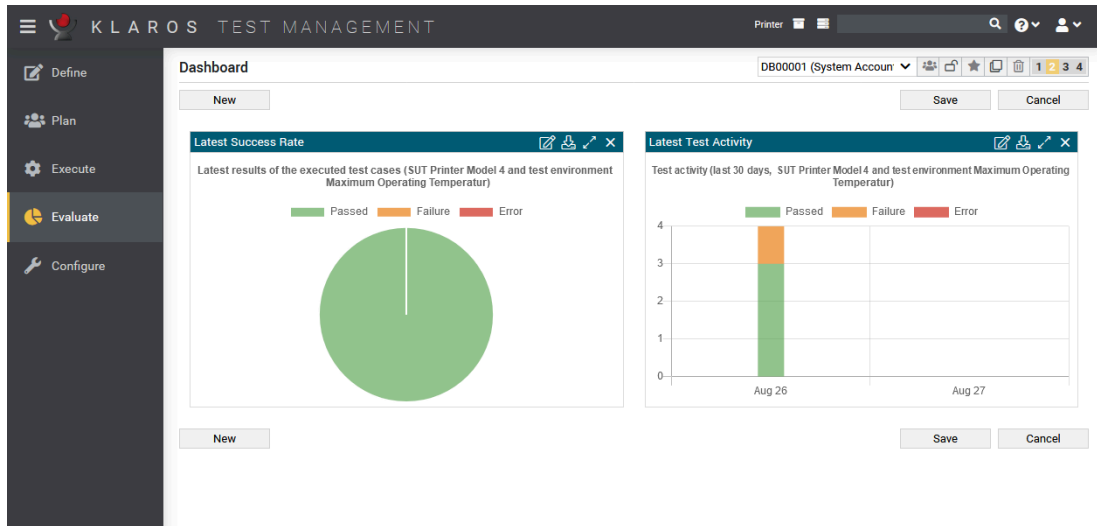 KLAROS TEST MANAGEMENT
Printer
Define
Plan
Execute
Evaluate
Configure
Dashboard
DB00001 (System Accoun
1 2 3 4
New
Save
Cancel
Latest Success Rate
Latest results of the executed test cases (SUT Printer Model 4 and test environment
Maximum Operating Temperatur)
Passed
Failure
Error
Latest Test Activity
Test activity (last 30 days, SUT Printer Model 4 and test environment Maximum Operating
Temperatur)
Passed
Failure
Error
4
3
2
1
0
Aug 26
Aug 27
New
Save
Cancel